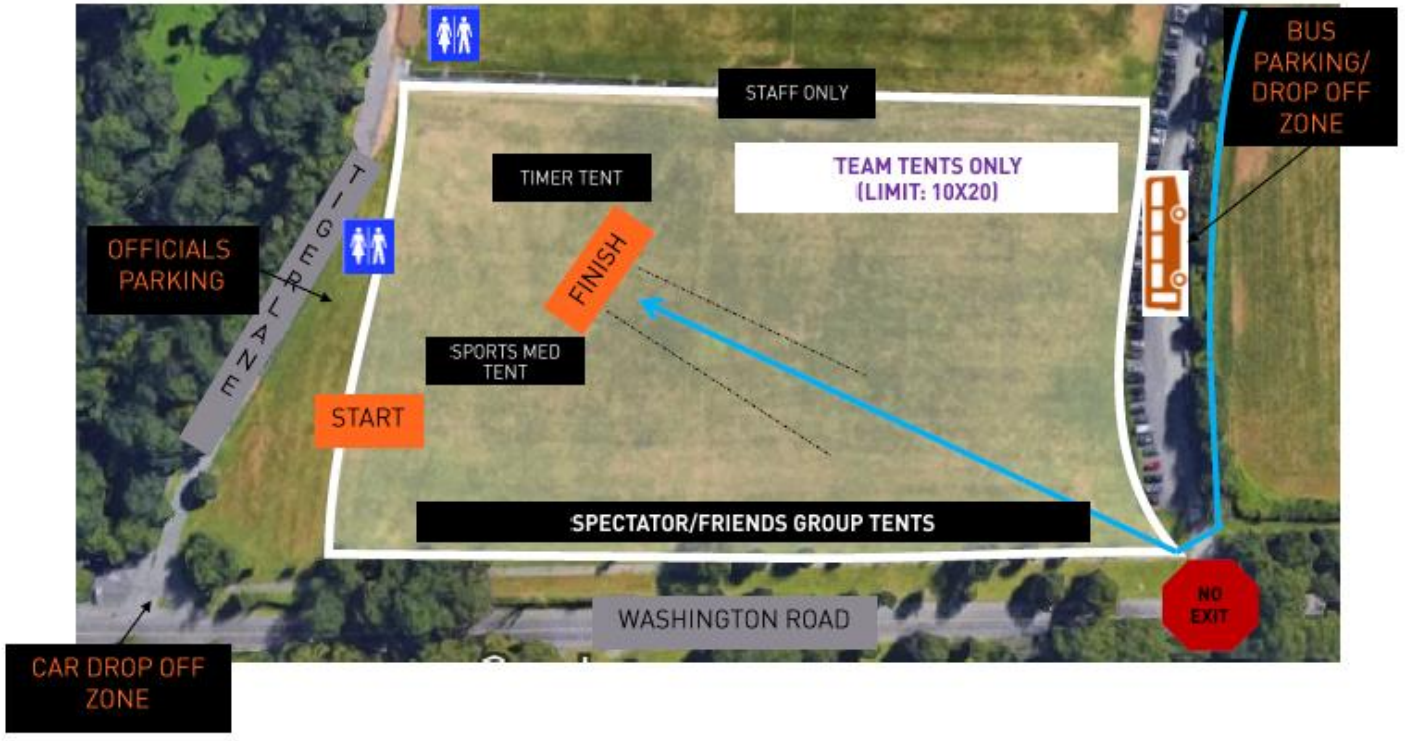 BUS
PARKING/
DROP OFF
ZONE
STAFF ONLY
TEAM TENTS ONLY
(LIMIT: 10X20)
TIMER TENT
TIGER LANE
OFFICIALS
PARKING
FINISH
SPORTS MED
TENT
START
SPECTATOR/FRIENDS GROUP TENTS
NO
EXIT
WASHINGTON ROAD
CAR DROP OFF
ZONE